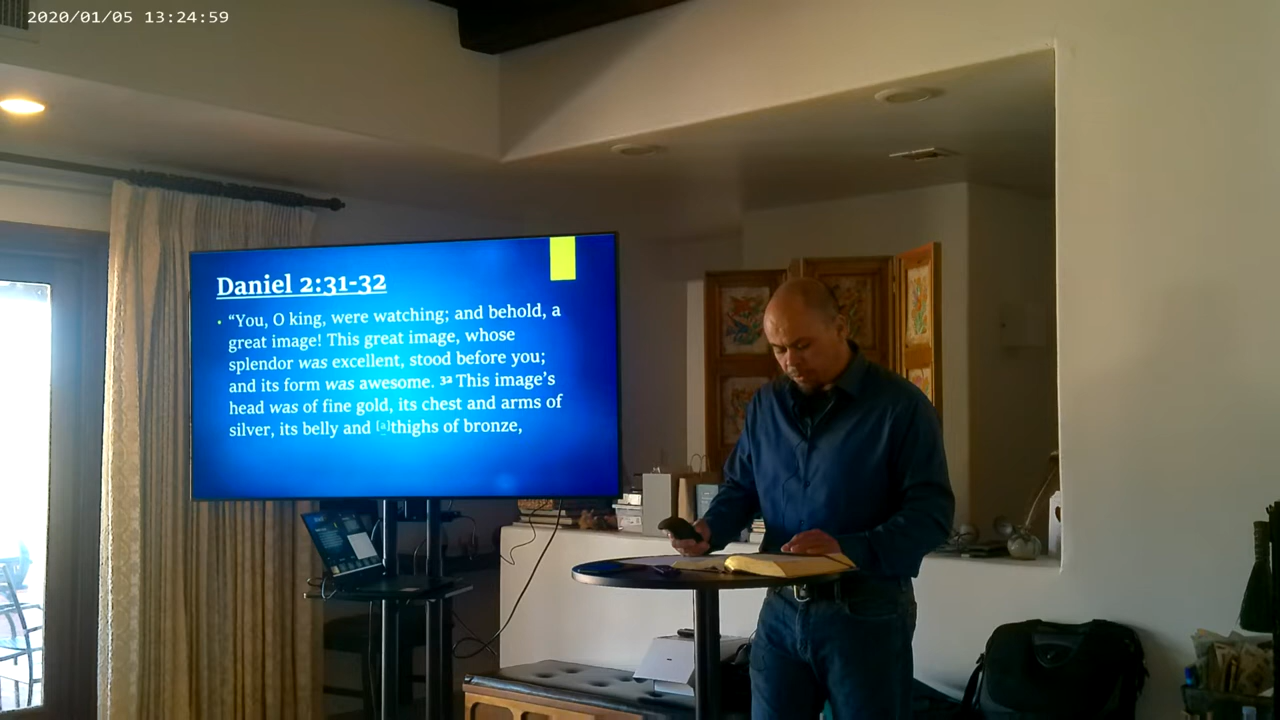 2020/01/05 13:24:59
Daniel 2:31-32
• “You, O king, were watching; and behold, a
great image! This great image, whose
splendor was excellent, stood before you;
and its form was awesome. ³² This image’s
head was of fine gold, its chest and arms of
silver, its belly and [a]thighs of bronze,